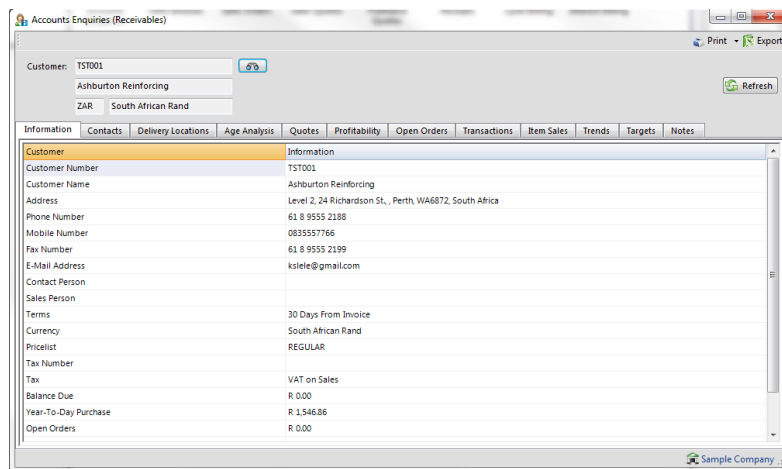 Accounts Enquiries (Receivables)
Print Export
Customer: TST001
Ashburton Reinforcing
Refresh
ZAR South African Rand
Information Contacts Delivery Locations Age Analysis Quotes Profitability Open Orders Transactions Item Sales Trends Targets Notes
Customer Information
Customer Number TST001
Customer Name Ashburton Reinforcing
Address Level 2, 24 Richardson St., , Perth, WA6872, South Africa
Phone Number 61 8 9555 2188
Mobile Number 0835557766
Fax Number 61 8 9555 2199
E-Mail Address kslele@gmail.com
Contact Person
Sales Person
Terms 30 Days From Invoice
Currency South African Rand
Pricelist REGULAR
Tax Number
Tax VAT on Sales
Balance Due R 0.00
Year-To-Day Purchase R 1,546.86
Open Orders R 0.00
Sample Company